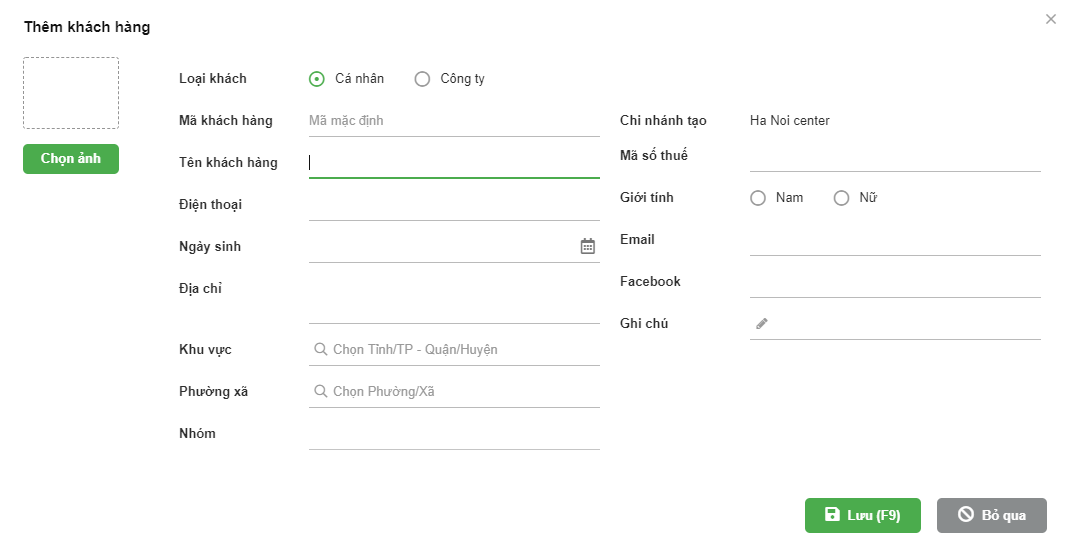 Thêm khách hàng
Chọn ảnh
Loại khách
Cá nhân
Công ty
Mã khách hàng
Mã mặc định
Tên khách hàng
Điện thoại
Ngày sinh
Địa chỉ
Khu vực
Chọn Tỉnh/TP - Quận/Huyện
Phường xã
Chọn Phường/Xã
Nhóm
Chi nhánh tạo
Ha Noi center
Mã số thuế
Giới tính
Nam
Nữ
Email
Facebook
Ghi chú
Lưu (F9)
Bỏ qua